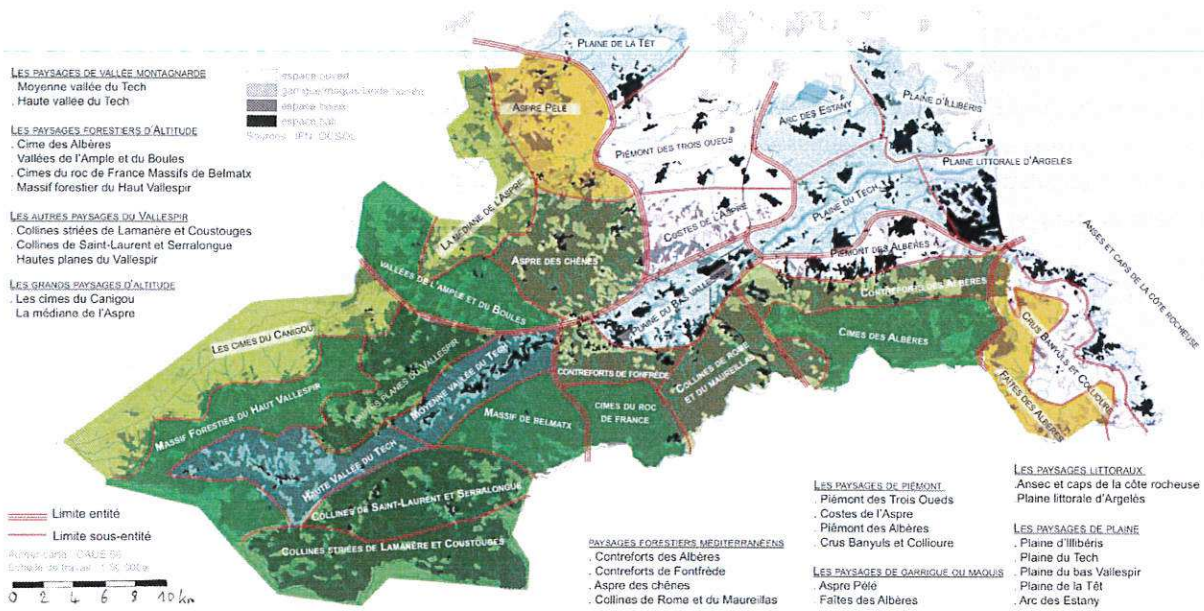 LES PAYSAGES DE VALLÉE MONTAGNARDE
Moyenne vallée du Tech
. Haute vallée du Tech
LES PAYSAGES FORESTIERS D'ALTITUDE
. Cime des Albères
Vallées de l'Ample et du Boules
. Cimes du roc de France Massifs de Belmatx
Massif forestier du Haut Vallespir
LES AUTRES PAYSAGES DU VALLESPIR
Collines striées de Lamanère et Coustouges
. Collines de Saint-Laurent et Serralongue
Hautes planes du Vallespir
LES GRANDS PAYSAGES D'ALTITUDE
. Les cimes du Canigou
La médiane de l'Aspre
espace ouvert
garrigue/maquis/lande boisée
espace boisé
espace bâti
Sources : IFN, OCSOL
PLAINE DE LA TÊT
ASPRE PELÉ
ARC DES ESTANY
PLAINE D'ILLIBÉRIS
PIÉMONT DES TROIS OUEDS
PLAINE LITTORALE D'ARGELÈS
LA MÉDIANE DE L'ASPRE
COSTES DE L'ASPRE
PLAINE DU TECH
PIÉMONT DES ALBÈRES
ASPRE DES CHÊNES
VALLÉES DE L'AMPLE ET DU BOULES
PLAINE DU BAS VALLESPIR
CONTREFORTS DES ALBÈRES
ANSES ET CAPS DE LA CÔTE ROCHEUSE
LES CIMES DU CANIGOU
CIMES DES ALBÈRES
CRUS BANYULS ET COLLIOURE
PLANES DU VALLESPIR
MOYENNE VALLÉE DU TECH
CONTREFORTS DE FONFRÈDE
COLLINES DE ROME
ET DU MAUREILLAS
FAÎTES DES ALBÈRES
MASSIF FORESTIER DU HAUT VALLESPIR
MASSIF DE BELMATX
CIMES DU ROC
DE FRANCE
HAUTE VALLÉE DU TECH
COLLINES DE SAINT-LAURENT ET SERRALONGUE
COLLINES STRIÉES DE LAMANÈRE ET COUSTOUGES
Limite entité
Limite sous-entité
0 2 4 6 8 10 km
PAYSAGES FORESTIERS MÉDITERRANÉENS
. Contreforts des Albères
. Contreforts de Fontfrède
. Aspre des chênes
. Collines de Rome et du Maureillas
LES PAYSAGES DE PIÉMONT
. Piémont des Trois Oueds
. Costes de l'Aspre
Piémont des Albères
. Crus Banyuls et Collioure
LES PAYSAGES DE GARRIGUE OU MAQUIS
. Aspre Pélé
. Faîtes des Albères
LES PAYSAGES LITTORAUX
.Ansec et caps de la côte rocheuse
Plaine littorale d'Argelès
LES PAYSAGES DE PLAINE
. Plaine d'Illibéris
. Plaine du Tech
. Plaine du bas Vallespir
. Plaine de la Têt
. Arc des Estany